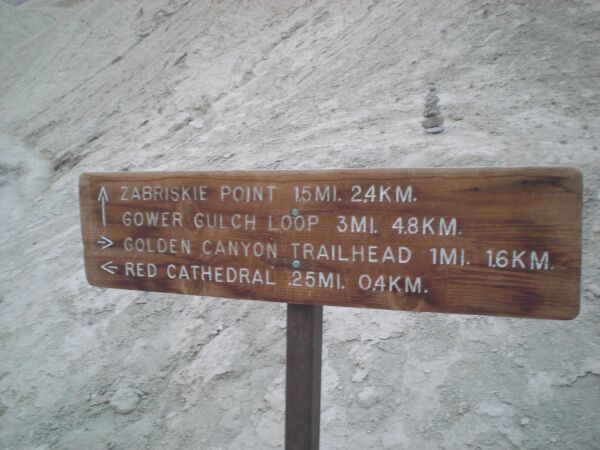 ZABRISKIE POINT 1.5MI. 2.4KM.
GOWER GULCH LOOP 3MI. 4.8KM.
GOLDEN CANYON TRAILHEAD 1MI. 1.6KM.
RED CATHEDRAL .25MI. 0.4KM.